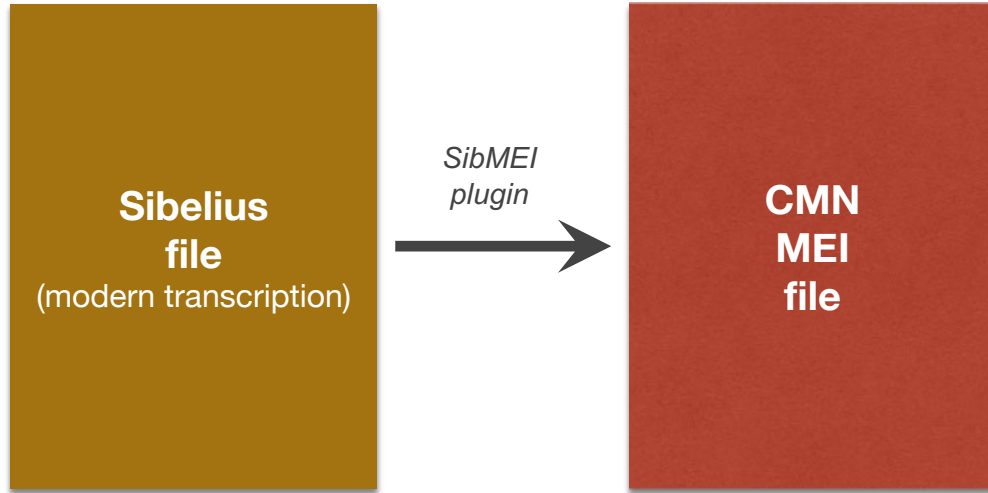 Sibelius
file
(modern transcription)
SibMEI
plugin
CMN
MEI
file